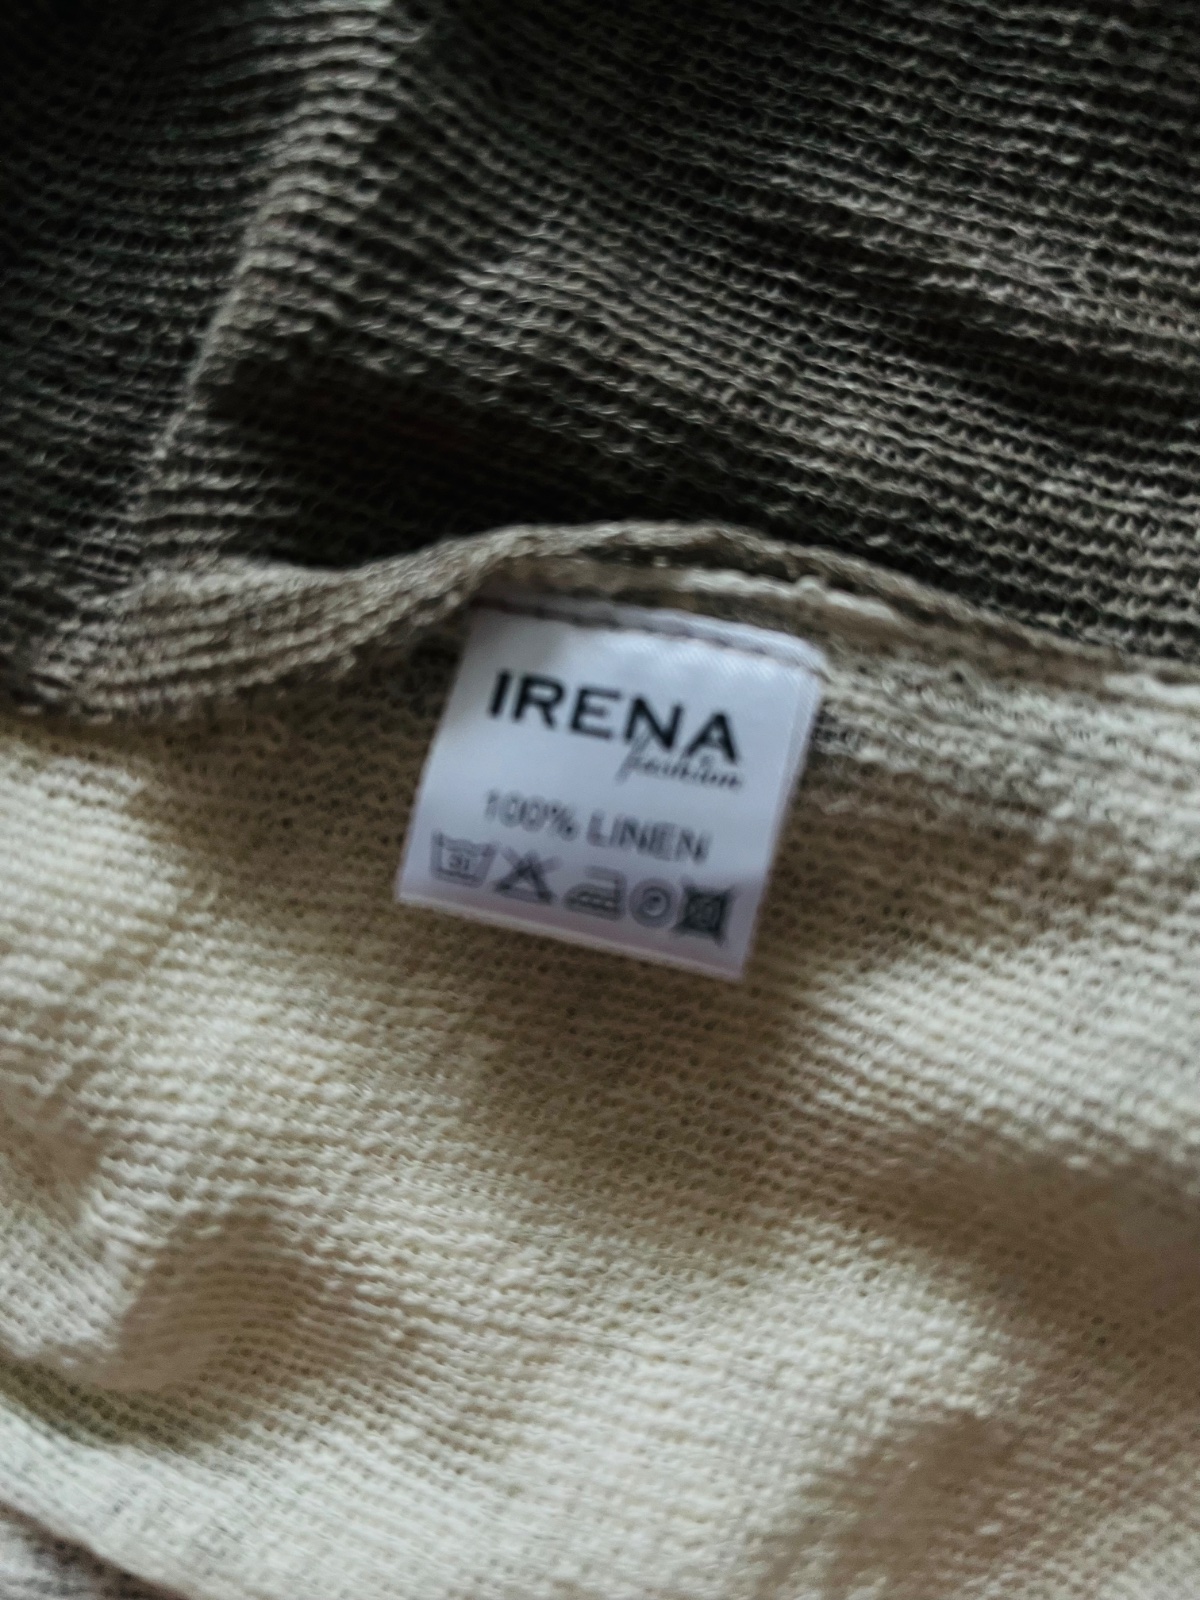 IRENA
fashion
100% LINEN
P